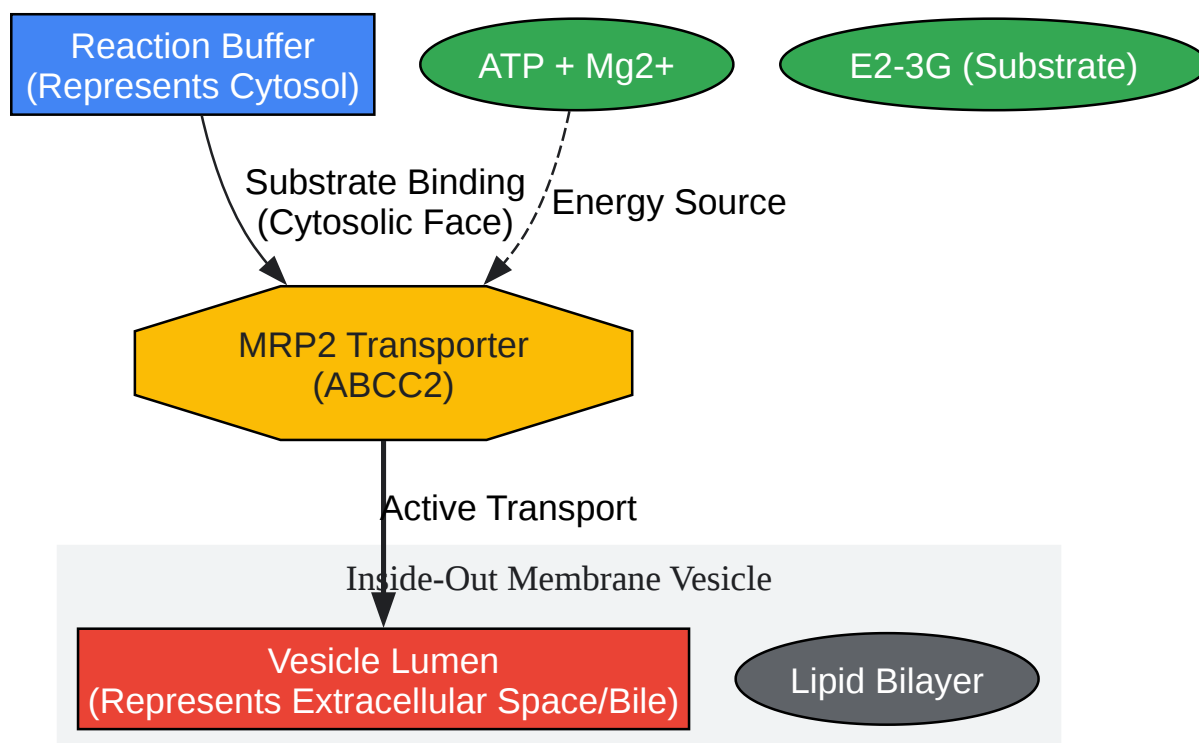 Reaction Buffer
(Represents Cytosol)
ATP + Mg2+
E2-3G (Substrate)
Substrate Binding
(Cytosolic Face)
Energy Source
MRP2 Transporter
(ABCC2)
Active Transport
Inside-Out Membrane Vesicle
Vesicle Lumen
(Represents Extracellular Space/Bile)
Lipid Bilayer